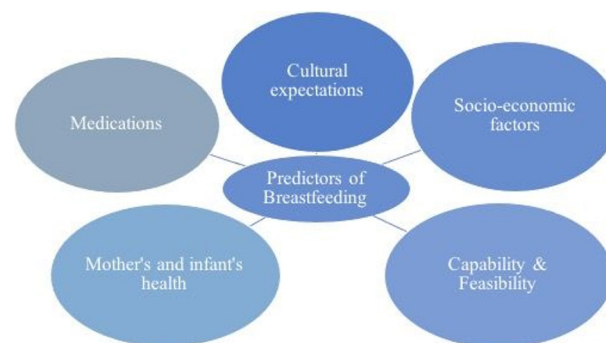 Cultural
expectations
Medications
Socio-economic
factors
Predictors of
Breastfeeding
Mother's and infant's
health
Capability &
Feasibility